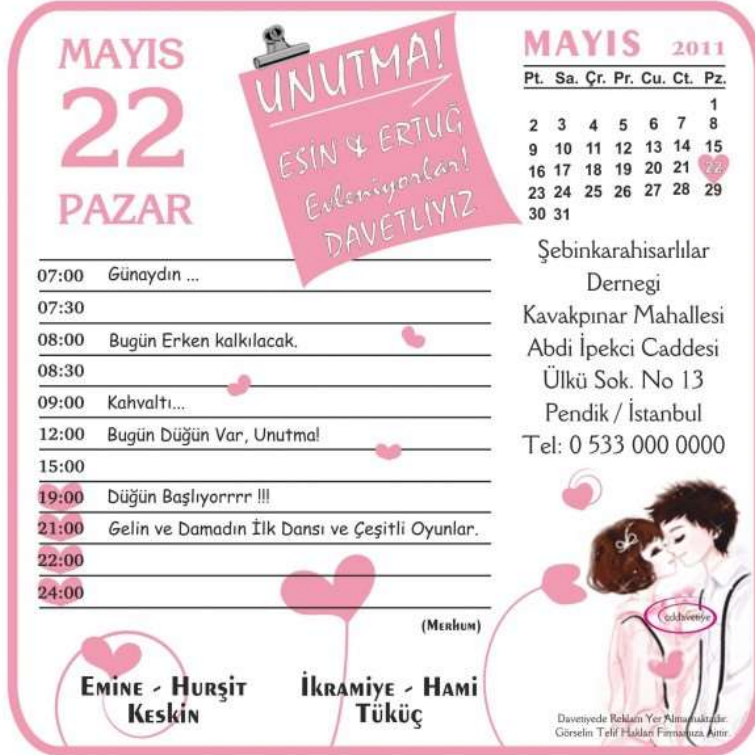 MAYIS
22
PAZAR
UNUTMA!
ESİN & ERTUĞ
Evleniyorlar!
DAVETLİYİZ
MAYIS 2011
Pt. Sa. Çr. Pr. Cu. Ct. Pz.
1
2 3 4 5 6 7 8
9 10 11 12 13 14 15
16 17 18 19 20 21 22
23 24 25 26 27 28 29
30 31
Şebinkarahisarlılar
Dernegi
Kavakpınar Mahallesi
Abdi İpekci Caddesi
Ülkü Sok. No 13
Pendik / İstanbul
Tel: 0 533 000 0000
07:00 Günaydın ...
07:30
08:00 Bugün Erken kalkılacak.
08:30
09:00 Kahvaltı...
12:00 Bugün Düğün Var, Unutma!
15:00
19:00 Düğün Başlıyorrrr !!!
21:00 Gelin ve Damadın İlk Dansı ve Çeşitli Oyunlar.
22:00
24:00
(Merhum)
Emine - Hurşit
Keskin
İkramiye - Hami
Tüküç
addavetiye
Davetiyede Reklam Yer Almamaktadır.
Görselin Telif Hakları Firmamıza Aittir.